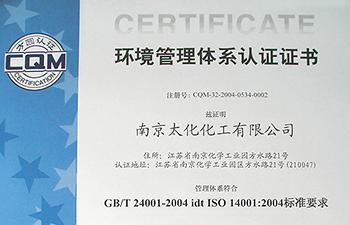 CERTIFICATE
方圆认证
CQM
CERTIFICATION
环境管理体系认证证书
注册号：CQM-32-2004-0534-0002
兹证明
南京太化化工有限公司
住所：江苏省南京化学工业园方水路21号
认证地址：江苏省南京化学工业园区方水路21号(210047)
管理体系符合
GB/T 24001-2004 idt ISO 14001:2004标准要求